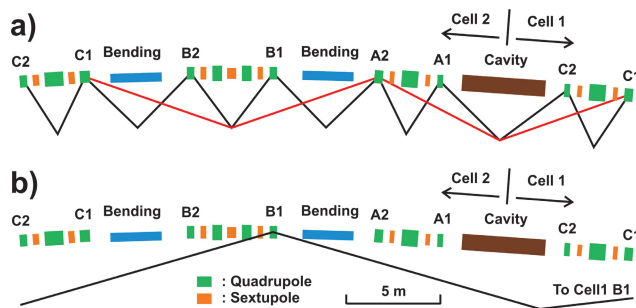 a)
Cell 2 Cell 1
C2 C1 Bending B2 B1 Bending A2 A1 Cavity C2 C1
b)
Cell 2 Cell 1
C2 C1 Bending B2 B1 Bending A2 A1 Cavity C2 C1
: Quadrupole
: Sextupole
5 m
To Cell1 B1